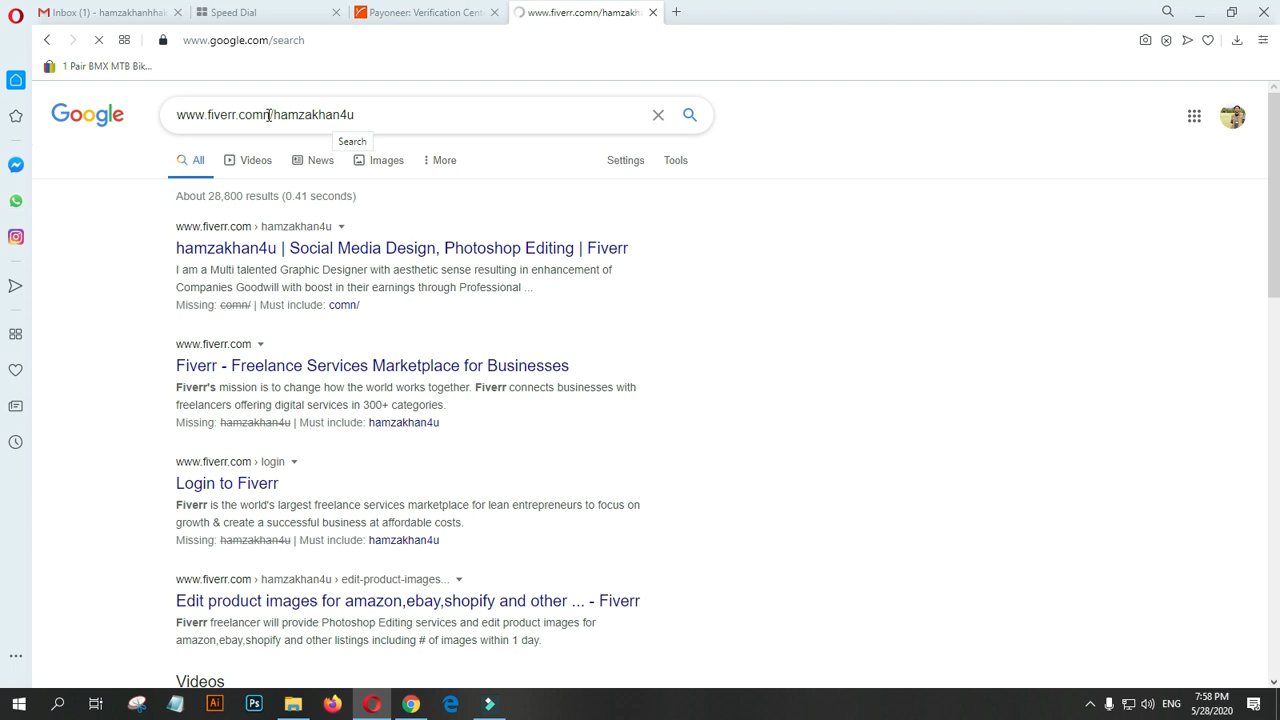 Inbox (1) - hamzakhanhhak
Speed Dial
Payoneer: Verification Cent
www.fiverr.comn/hamzakh
www.google.com/search
1 Pair BMX MTB Bik...
Google
www.fiverr.comn/hamzakhan4u
Search
All
Videos
News
Images
More
Settings
Tools
About 28,800 results (0.41 seconds)
www.fiverr.com › hamzakhan4u
hamzakhan4u | Social Media Design, Photoshop Editing | Fiverr
I am a Multi talented Graphic Designer with aesthetic sense resulting in enhancement of
Companies Goodwill with boost in their earnings through Professional ...
Missing: comn/ | Must include: comn/
www.fiverr.com
Fiverr - Freelance Services Marketplace for Businesses
Fiverr's mission is to change how the world works together. Fiverr connects businesses with
freelancers offering digital services in 300+ categories.
Missing: hamzakhan4u | Must include: hamzakhan4u
www.fiverr.com › login
Login to Fiverr
Fiverr is the world's largest freelance services marketplace for lean entrepreneurs to focus on
growth & create a successful business at affordable costs.
Missing: hamzakhan4u | Must include: hamzakhan4u
www.fiverr.com › hamzakhan4u › edit-product-images...
Edit product images for amazon,ebay,shopify and other ... - Fiverr
Fiverr freelancer will provide Photoshop Editing services and edit product images for
amazon,ebay,shopify and other listings including # of images within 1 day.
Videos
Ai
Ps
ENG
7:58 PM
5/28/2020